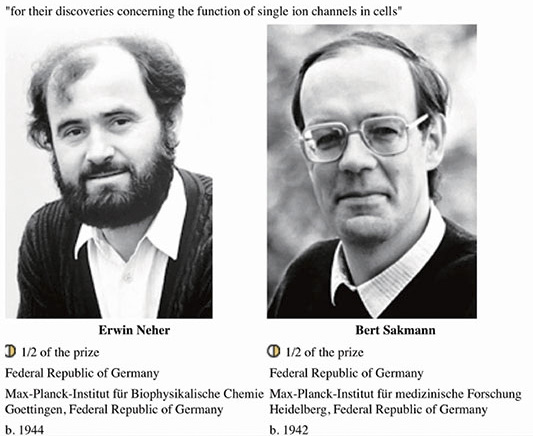 "for their discoveries concerning the function of single ion channels in cells"
Erwin Neher
1/2 of the prize
Federal Republic of Germany
Max-Planck-Institut für Biophysikalische Chemie
Goettingen, Federal Republic of Germany
b. 1944
Bert Sakmann
1/2 of the prize
Federal Republic of Germany
Max-Planck-Institut für medizinische Forschung
Heidelberg, Federal Republic of Germany
b. 1942